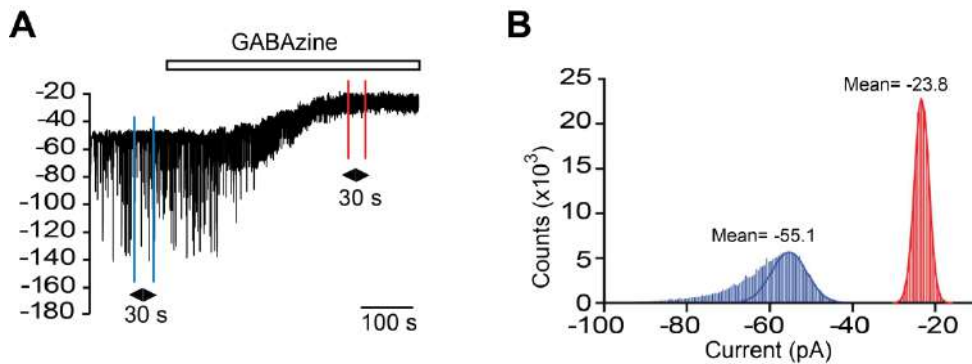 A
GABAzine
-20
-40
-60
-80
-100
-120
-140
-160
-180
30 s
30 s
100 s
B
25
20
15
10
5
0
Counts (x10³)
Mean= -23.8
Mean= -55.1
-100
-80
-60
-40
-20
Current (pA)